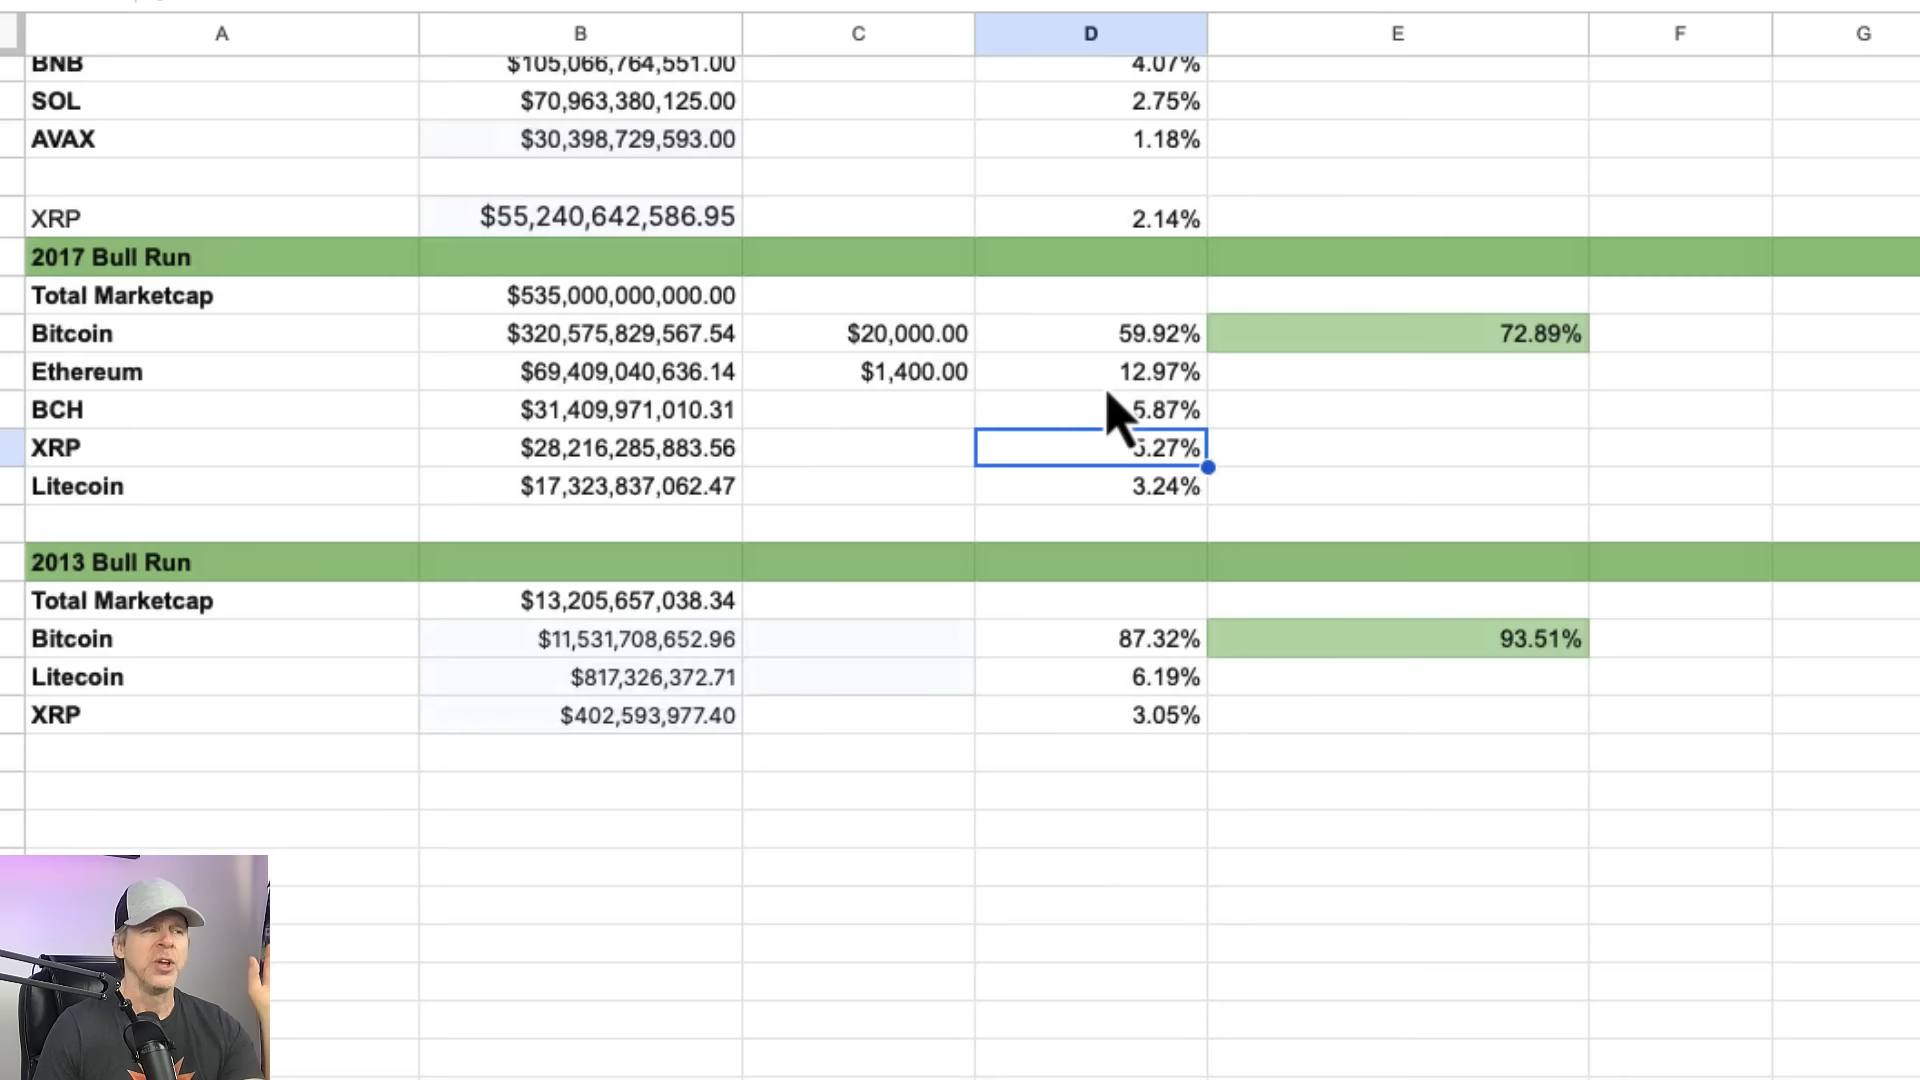 A B C D E F G
BNB $105,066,764,551.00 4.07%
SOL $70,963,380,125.00 2.75%
AVAX $30,398,729,593.00 1.18%
XRP $55,240,642,586.95 2.14%
2017 Bull Run
Total Marketcap $535,000,000,000.00
Bitcoin $320,575,829,567.54 $20,000.00 59.92% 72.89%
Ethereum $69,409,040,636.14 $1,400.00 12.97%
BCH $31,409,971,010.31 5.87%
XRP $28,216,285,883.56 5.27%
Litecoin $17,323,837,062.47 3.24%
2013 Bull Run
Total Marketcap $13,205,657,038.34
Bitcoin $11,531,708,652.96 87.32% 93.51%
Litecoin $817,326,372.71 6.19%
XRP $402,593,977.40 3.05%